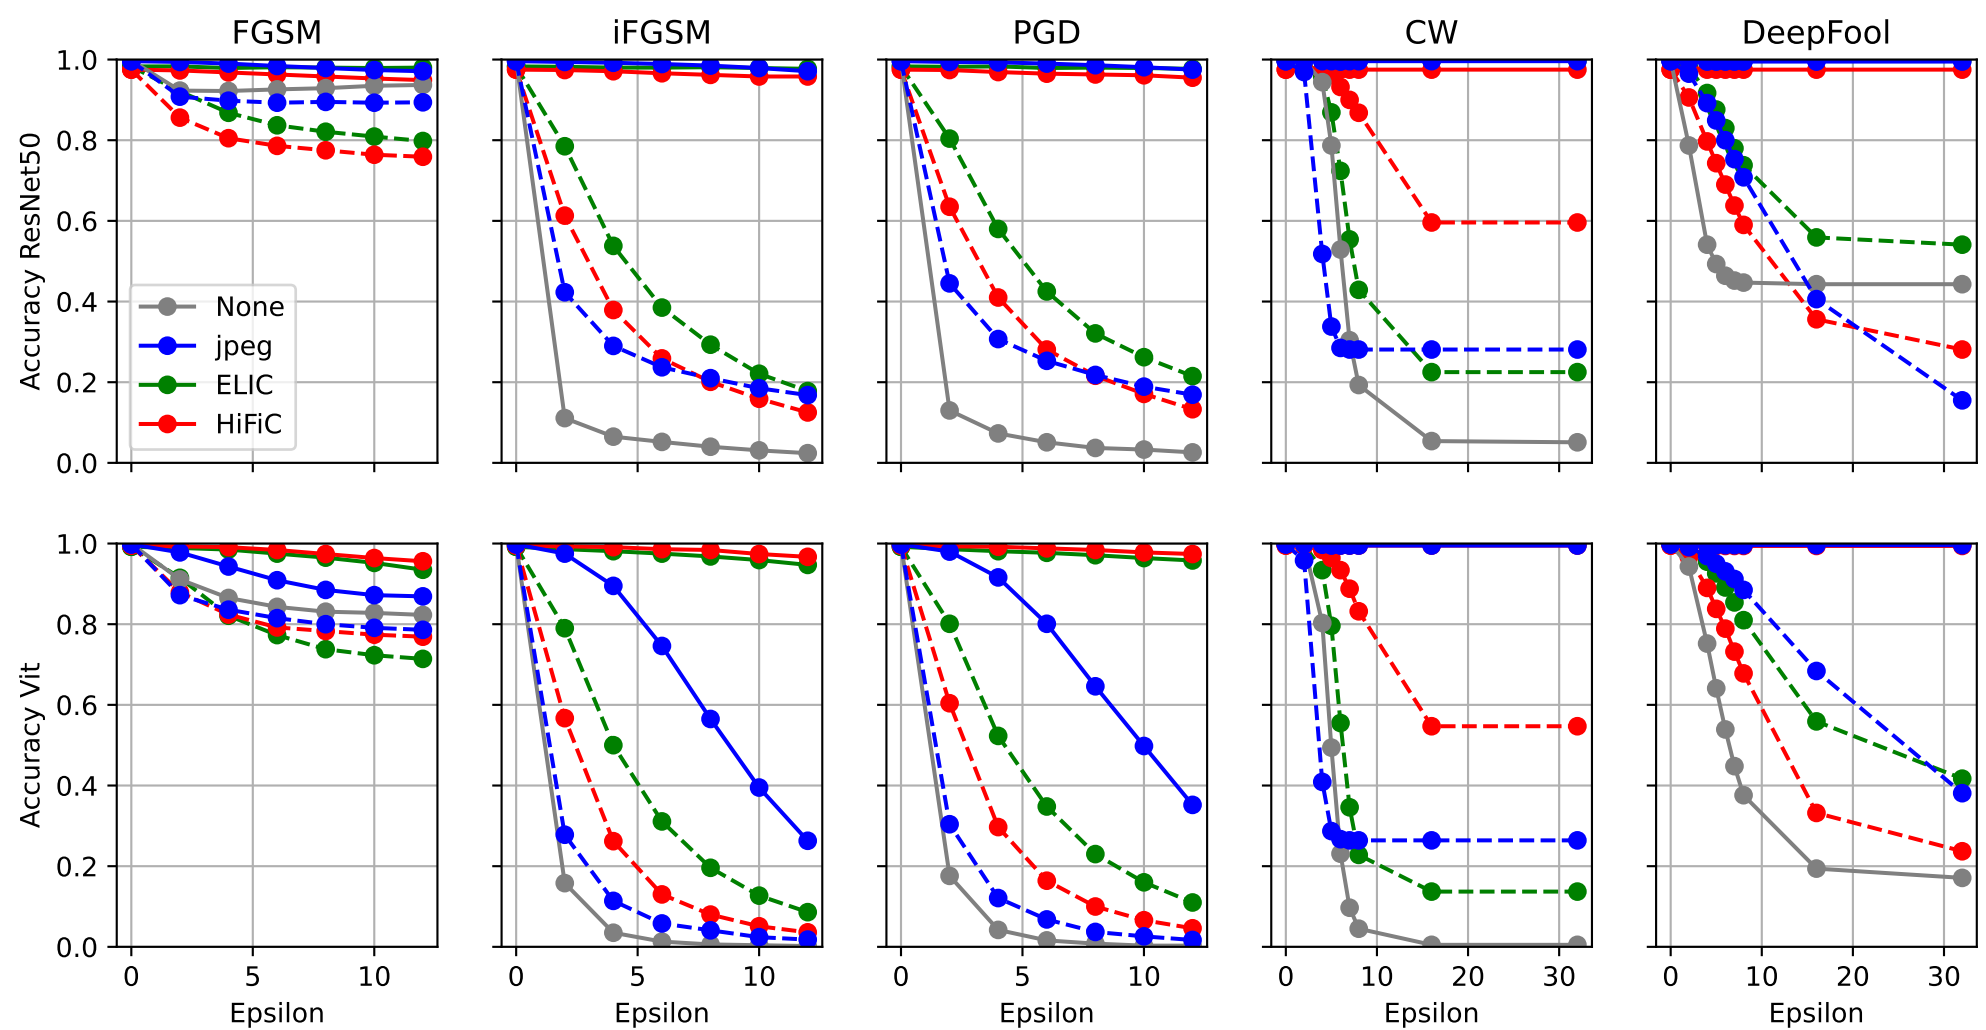 FGSM iFGSM PGD CW DeepFool
1.0
0.8
0.6
0.4
0.2
0.0
Accuracy ResNet50
None
jpeg
ELIC
HiFiC
1.0
0.8
0.6
0.4
0.2
0.0
Accuracy Vit
0 5 10 0 5 10 0 5 10 0 10 20 30 0 10 20 30
Epsilon Epsilon Epsilon Epsilon Epsilon